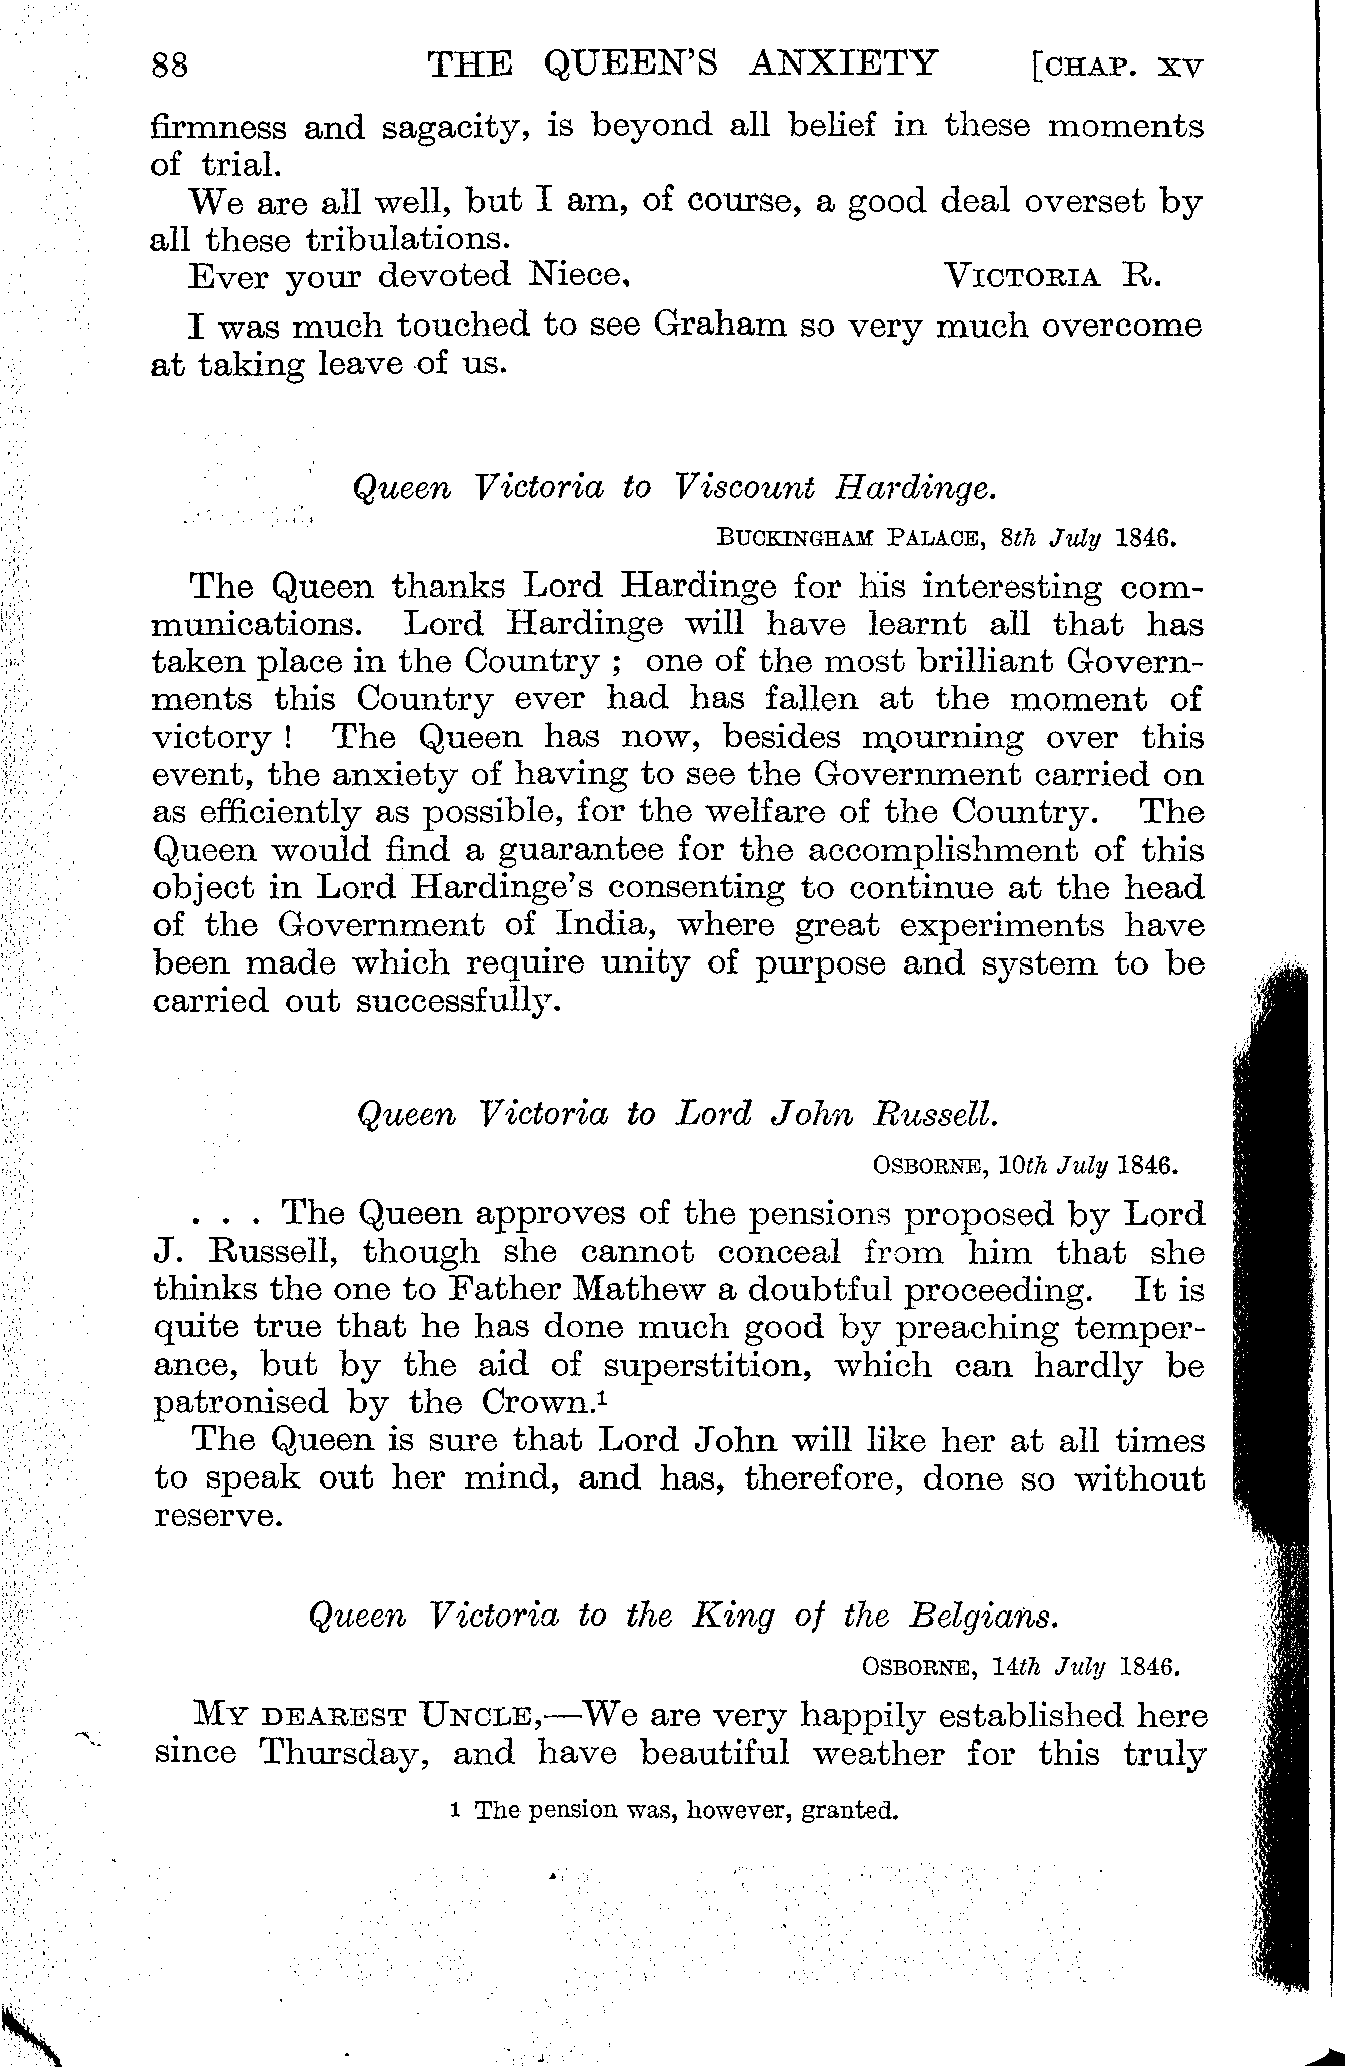 88 THE QUEEN'S ANXIETY [CHAP. XV
firmness and sagacity, is beyond all belief in these moments
of trial.
We are all well, but I am, of course, a good deal overset by
all these tribulations.
Ever your devoted Niece, VICTORIA R.
I was much touched to see Graham so very much overcome
at taking leave of us.
Queen Victoria to Viscount Hardinge.
BUCKINGHAM PALACE, 8th July 1846.
The Queen thanks Lord Hardinge for his interesting com-
munications. Lord Hardinge will have learnt all that has
taken place in the Country ; one of the most brilliant Govern-
ments this Country ever had has fallen at the moment of
victory ! The Queen has now, besides mourning over this
event, the anxiety of having to see the Government carried on
as efficiently as possible, for the welfare of the Country. The
Queen would find a guarantee for the accomplishment of this
object in Lord Hardinge's consenting to continue at the head
of the Government of India, where great experiments have
been made which require unity of purpose and system to be
carried out successfully.
Queen Victoria to Lord John Russell.
OSBORNE, 10th July 1846.
. . . The Queen approves of the pensions proposed by Lord
J. Russell, though she cannot conceal from him that she
thinks the one to Father Mathew a doubtful proceeding. It is
quite true that he has done much good by preaching temper-
ance, but by the aid of superstition, which can hardly be
patronised by the Crown.¹
The Queen is sure that Lord John will like her at all times
to speak out her mind, and has, therefore, done so without
reserve.
Queen Victoria to the King of the Belgians.
OSBORNE, 14th July 1846.
MY DEAREST UNCLE,—We are very happily established here
since Thursday, and have beautiful weather for this truly
1 The pension was, however, granted.